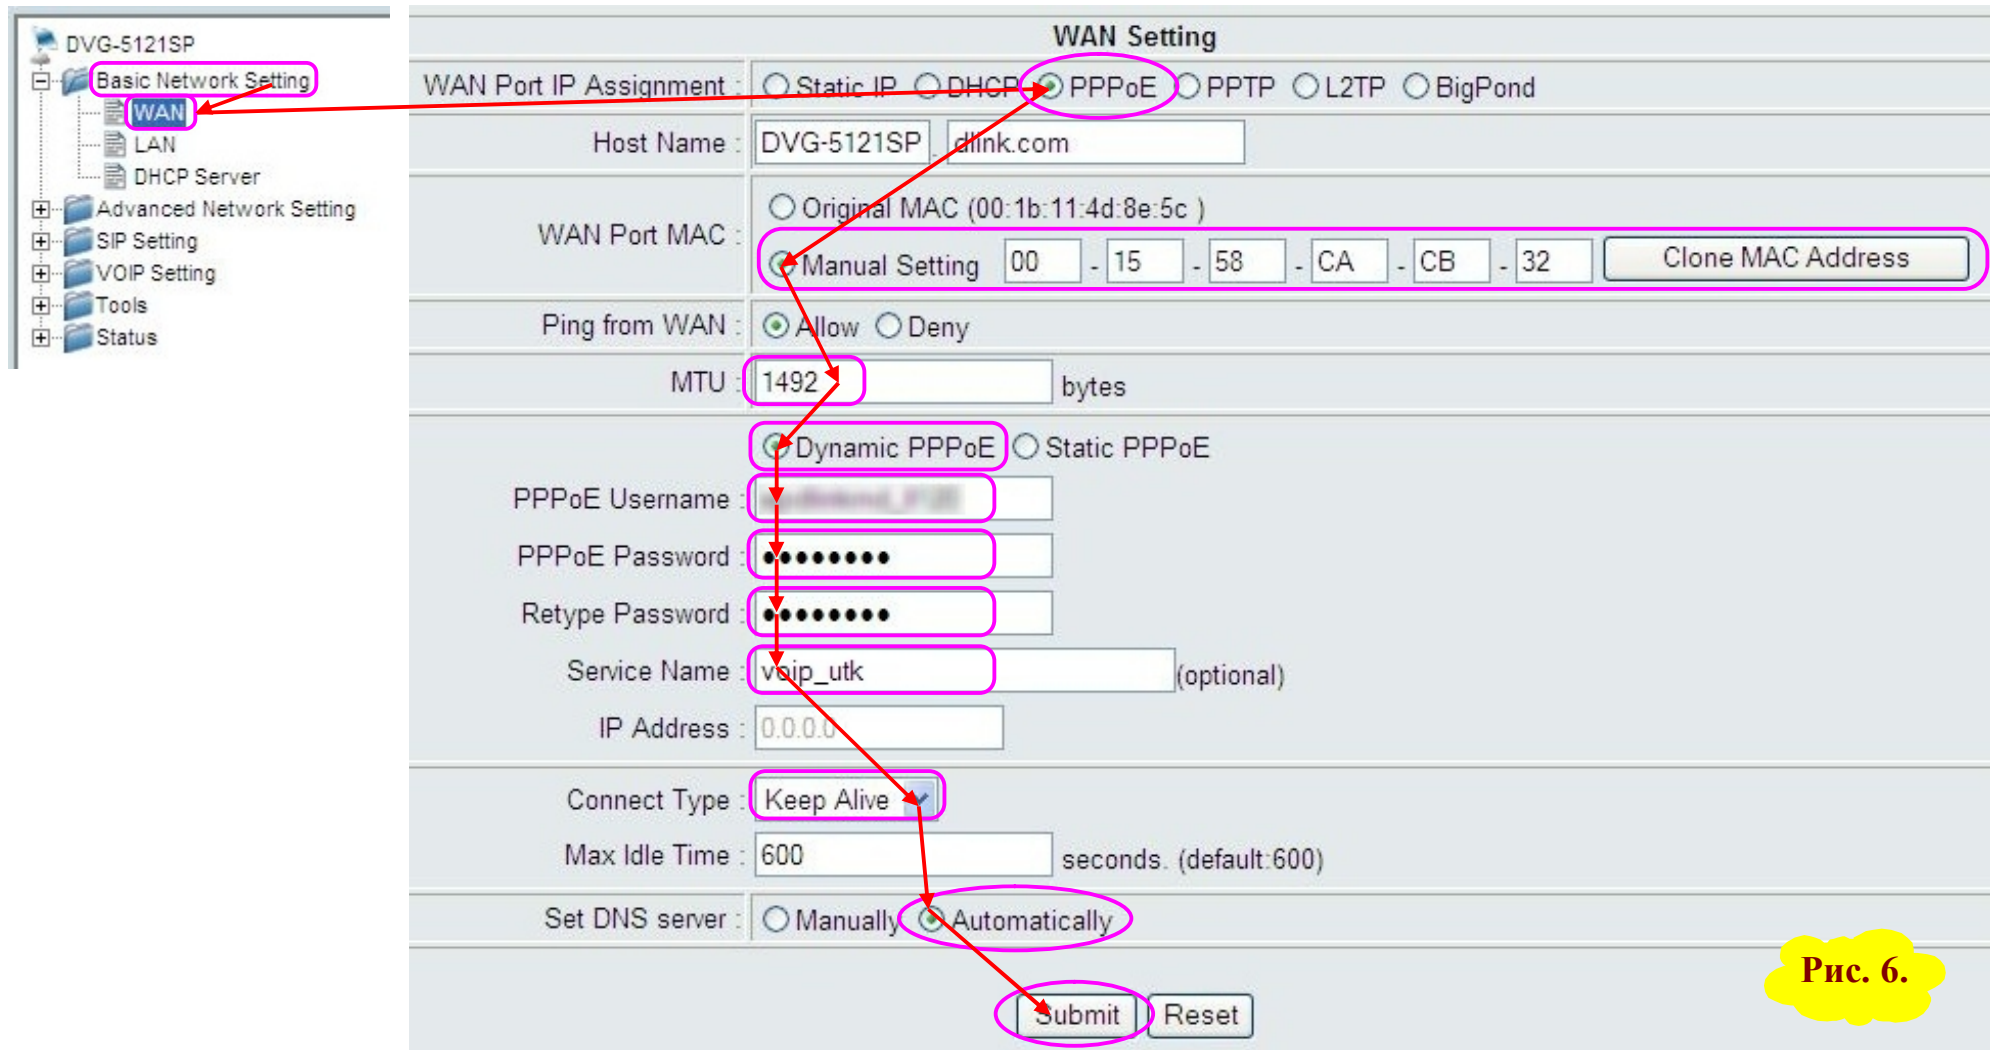 DVG-5121SP
Basic Network Setting
WAN
LAN
DHCP Server
Advanced Network Setting
SIP Setting
VOIP Setting
Tools
Status
WAN Setting
WAN Port IP Assignment : Static IP DHCP PPPoE PPTP L2TP BigPond
Host Name : DVG-5121SP . dlink.com
WAN Port MAC :
Original MAC (00:1b:11:4d:8e:5c )
Manual Setting 00 - 15 - 58 - CA - CB - 32 Clone MAC Address
Ping from WAN : Allow Deny
MTU : 1492 bytes
Dynamic PPPoE Static PPPoE
PPPoE Username :
PPPoE Password : ●●●●●●●●
Retype Password : ●●●●●●●●
Service Name : voip_utk (optional)
IP Address : 0.0.0.0
Connect Type : Keep Alive
Max Idle Time : 600 seconds. (default:600)
Set DNS server : Manually Automatically
Submit Reset
Рис. 6.